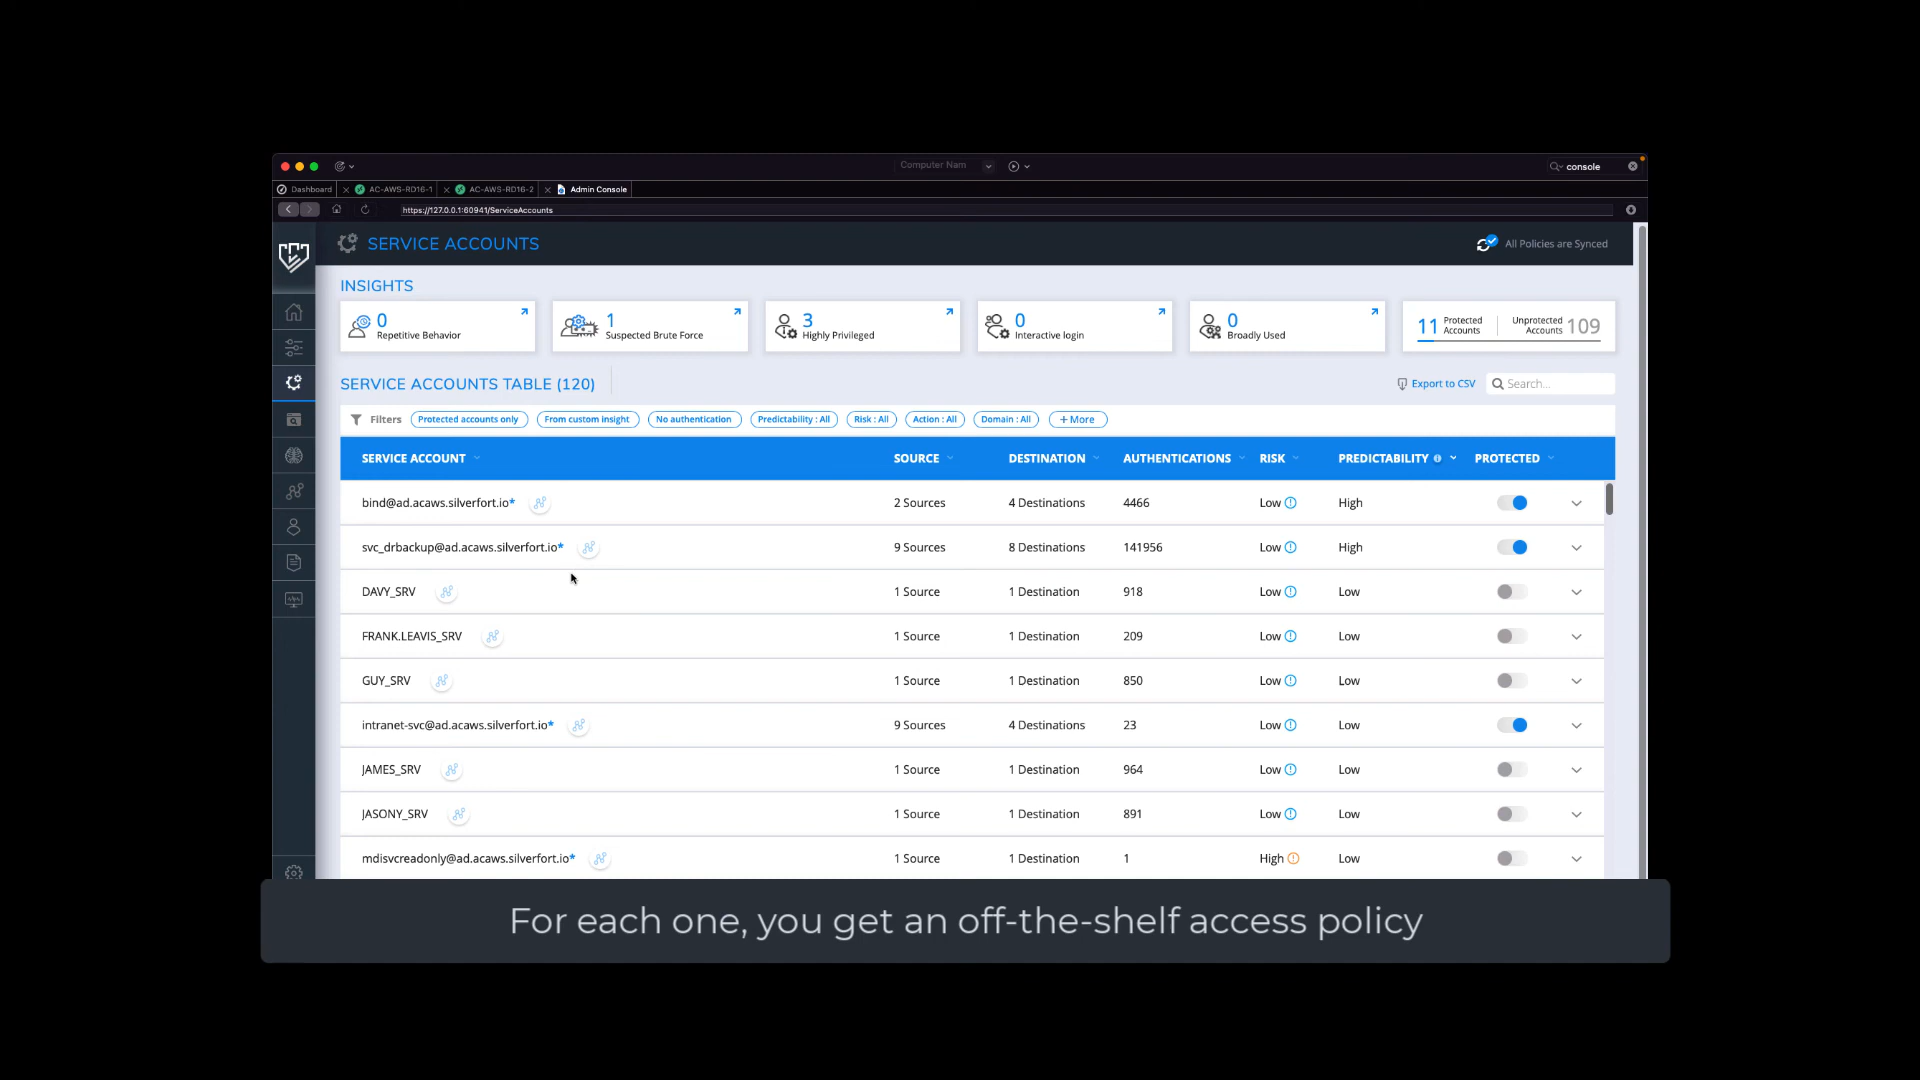 Computer Nam
console
Dashboard AC-AWS-RD16-1 AC-AWS-RD16-2 Admin Console
https://127.0.0.1:60941/ServiceAccounts
SERVICE ACCOUNTS All Policies are Synced
INSIGHTS
0 Repetitive Behavior
1 Suspected Brute Force
3 Highly Privileged
0 Interactive login
0 Broadly Used
11 Protected Accounts Unprotected Accounts 109
SERVICE ACCOUNTS TABLE (120) Export to CSV Search...
Filters Protected accounts only From custom insight No authentication Predictability : All Risk : All Action : All Domain : All + More
SERVICE ACCOUNT SOURCE DESTINATION AUTHENTICATIONS RISK PREDICTABILITY PROTECTED
bind@ad.acaws.silverfort.io* 2 Sources 4 Destinations 4466 Low High
svc_drbackup@ad.acaws.silverfort.io* 9 Sources 8 Destinations 141956 Low High
DAVY_SRV 1 Source 1 Destination 918 Low Low
FRANK.LEAVIS_SRV 1 Source 1 Destination 209 Low Low
GUY_SRV 1 Source 1 Destination 850 Low Low
intranet-svc@ad.acaws.silverfort.io* 9 Sources 4 Destinations 23 Low Low
JAMES_SRV 1 Source 1 Destination 964 Low Low
JASONY_SRV 1 Source 1 Destination 891 Low Low
mdisvcreadonly@ad.acaws.silverfort.io* 1 Source 1 Destination 1 High Low
For each one, you get an off-the-shelf access policy